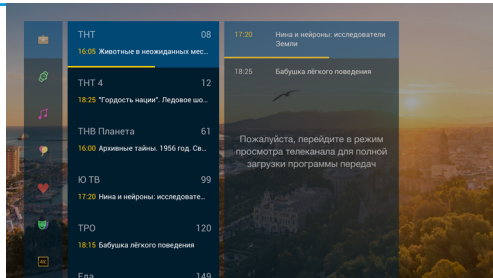 ТНТ 08
16:05 Животные в неожиданных мес...
ТНТ 4 12
18:25 "Гордость нации". Ледовое шо...
ТНВ Планета 61
16:00 Архивные тайны. 1956 год. Св...
Ю ТВ 99
17:20 Нина и нейроны: исследовате...
ТРО 120
18:15 Бабушка лёгкого поведения
Еда 149
17:20 Нина и нейроны: исследователи
Земли
18:25 Бабушка лёгкого поведения
Пожалуйста, перейдите в режим
просмотра телеканала для полной
загрузки программы передач
4K